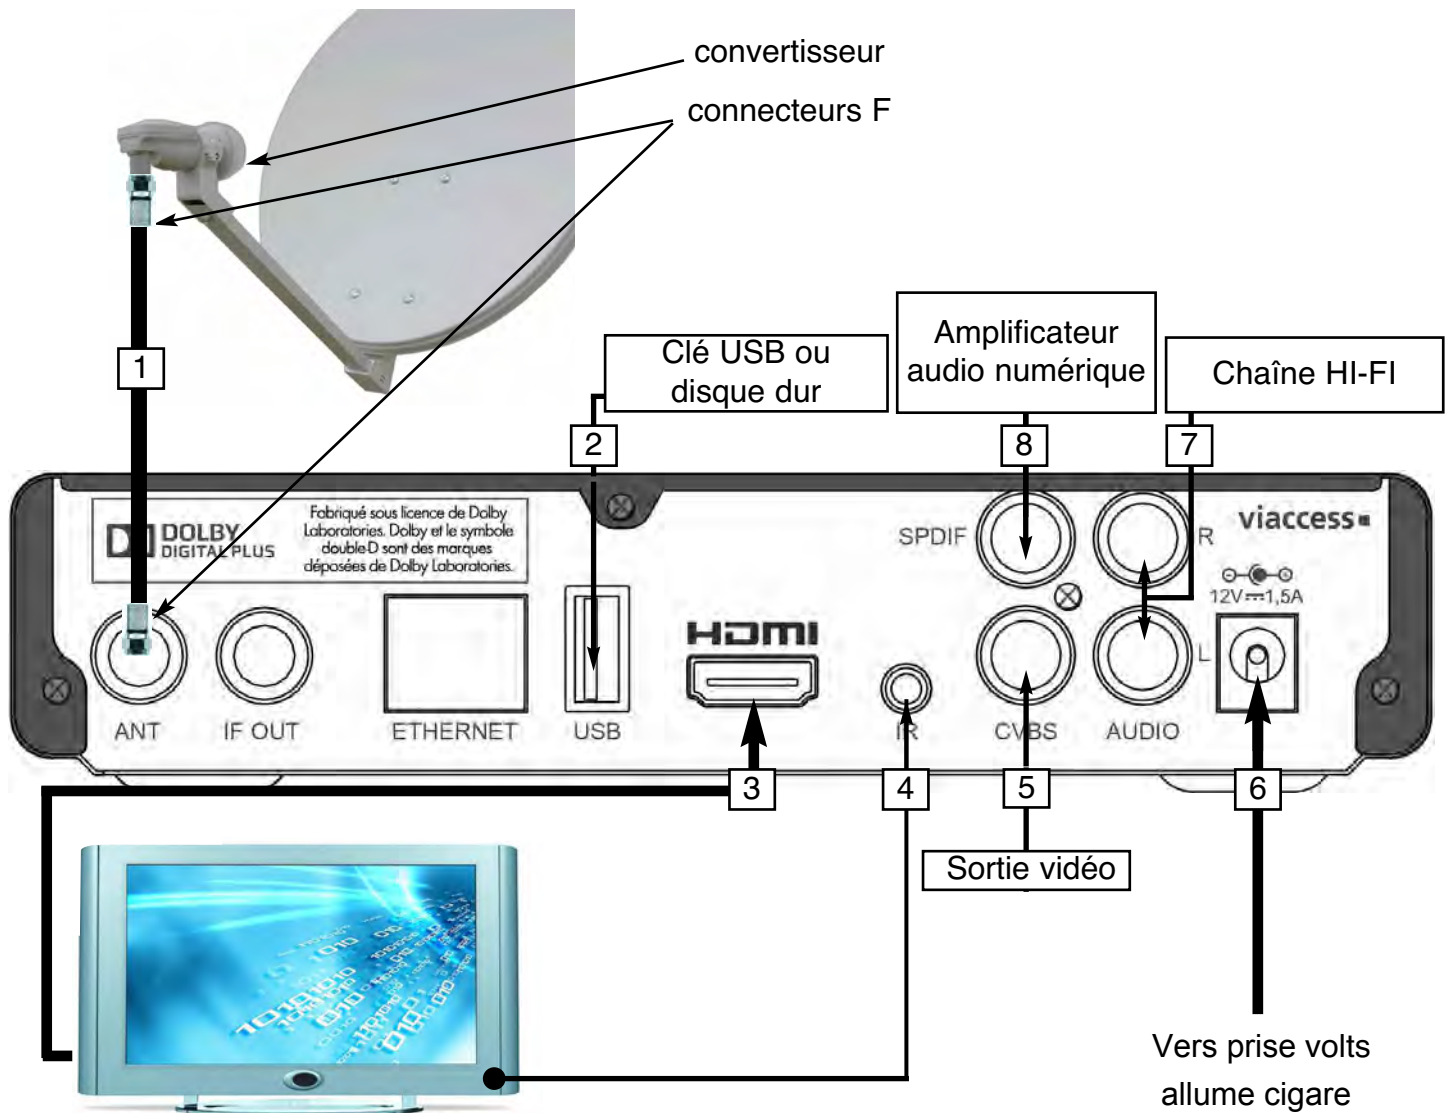 convertisseur
connecteurs F
1
Clé USB ou
disque dur
2
Amplificateur
audio numérique
8
Chaîne HI-FI
7
DOLBY
DIGITAL PLUS
Fabriqué sous licence de Dolby
Laboratories. Dolby et le symbole
double-D sont des marques
déposées de Dolby Laboratories.
SPDIF
R
viaccess
12V 1,5A
HDMI
L
ANT
IF OUT
ETHERNET
USB
IR
CVBS
AUDIO
3
4
5
6
Sortie vidéo
Vers prise volts
allume cigare